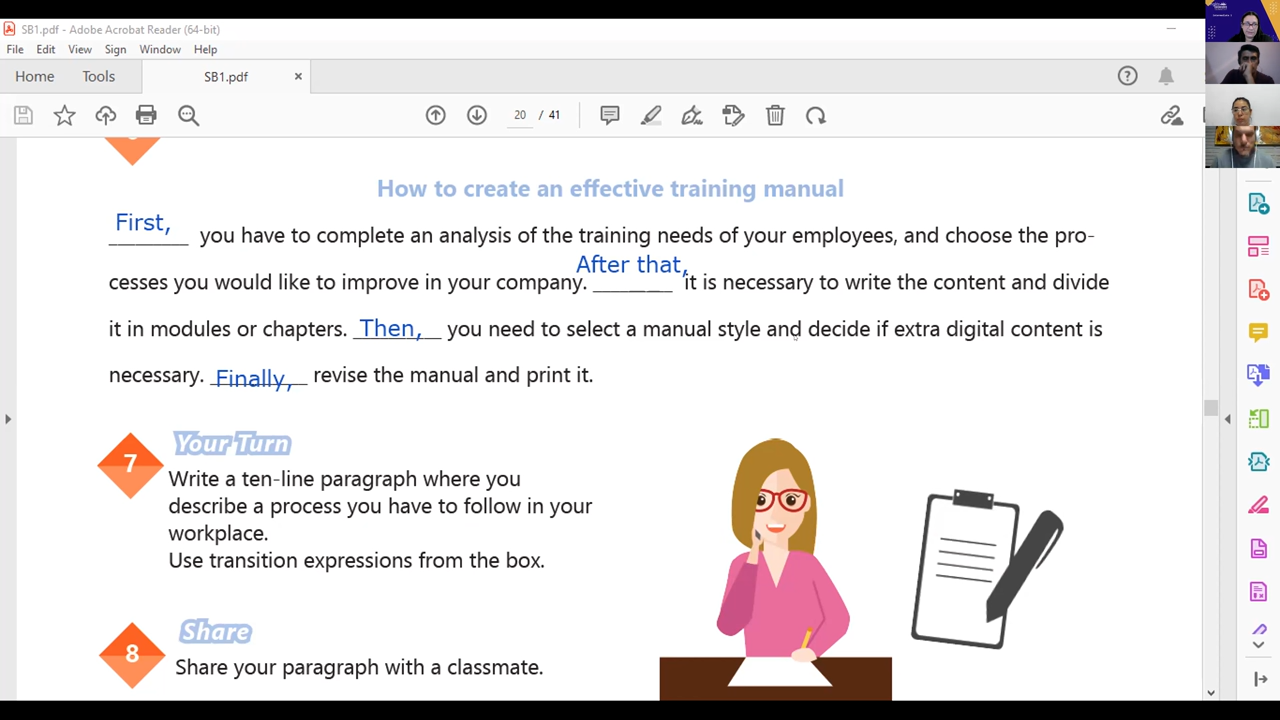 SB1.pdf - Adobe Acrobat Reader (64-bit)
File Edit View Sign Window Help
Home Tools SB1.pdf ×
20 / 41
How to create an effective training manual
First, you have to complete an analysis of the training needs of your employees, and choose the pro-
cesses you would like to improve in your company. After that, it is necessary to write the content and divide
it in modules or chapters. Then, you need to select a manual style and decide if extra digital content is
necessary. Finally, revise the manual and print it.
7 Your Turn
Write a ten-line paragraph where you
describe a process you have to follow in your
workplace.
Use transition expressions from the box.
8 Share
Share your paragraph with a classmate.